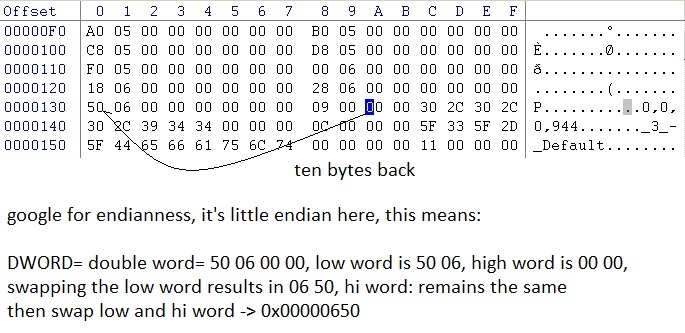 Offset 0 1 2 3 4 5 6 7 8 9 A B C D E F
000000F0 A0 05 00 00 00 00 00 00 B0 05 00 00 00 00 00 00 .......°.......
00000100 C8 05 00 00 00 00 00 00 D8 05 00 00 00 00 00 00 È.......Ø.......
00000110 F0 05 00 00 00 00 00 00 00 06 00 00 00 00 00 00 ð...............
00000120 18 06 00 00 00 00 00 00 28 06 00 00 00 00 00 00 ........(.......
00000130 50 06 00 00 00 00 00 00 09 00 00 00 30 2C 30 2C P...........0,0,
00000140 30 2C 39 34 34 00 00 00 0C 00 00 00 5F 33 5F 2D 0,944......._3_-
00000150 5F 44 65 66 61 75 6C 74 00 00 00 00 11 00 00 00 _Default........
ten bytes back
google for endianness, it's little endian here, this means:
DWORD= double word= 50 06 00 00, low word is 50 06, high word is 00 00,
swapping the low word results in 06 50, hi word: remains the same
then swap low and hi word -> 0x00000650